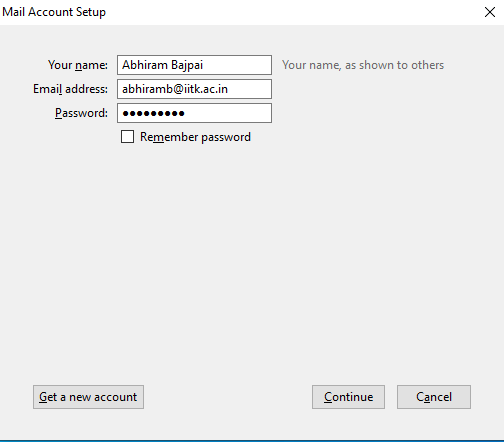 Mail Account Setup
Your name: Abhiram Bajpai Your name, as shown to others
Email address: abhiramb@iitk.ac.in
Password: ●●●●●●●●●
Remember password
Get a new account Continue Cancel